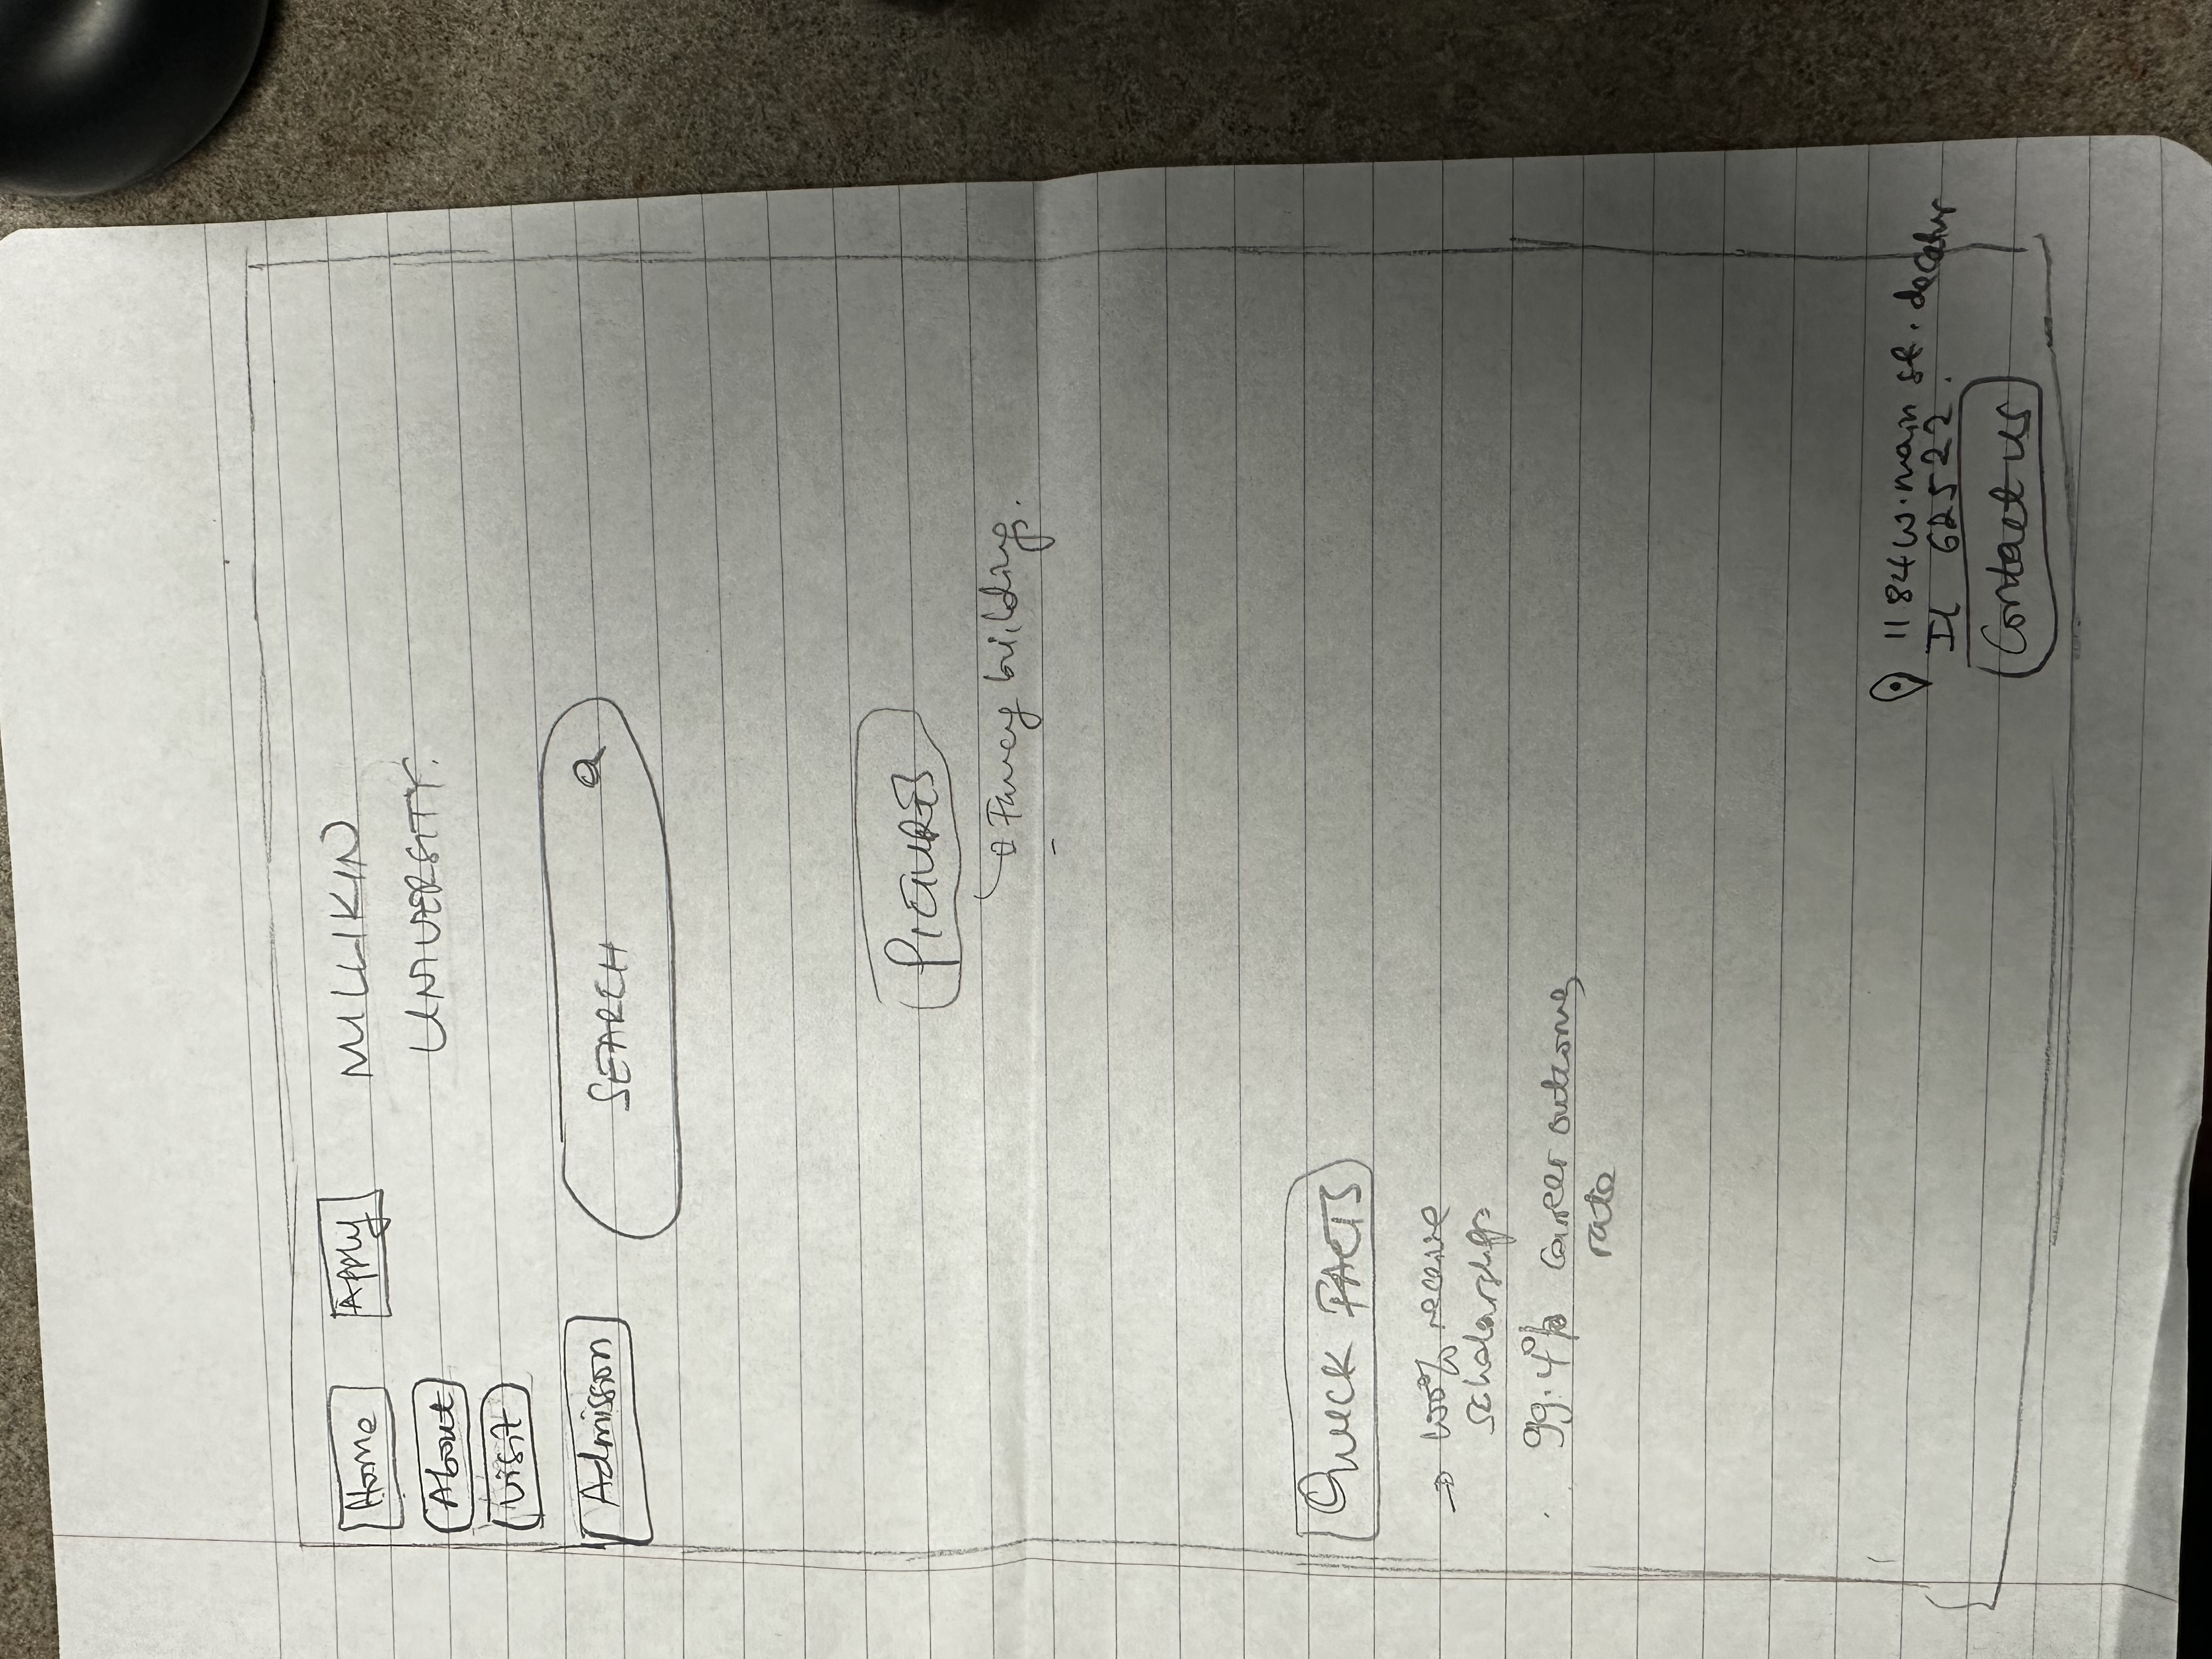 Home
Apply
MILLIKIN
UNIVERSITY.
About
Visit
Admission
SEARCH
PICTURES
Fancy building.
QUICK FACTS
→ 100% receive
scholarships
99.4% career outcome
rate
1184 W. main st. decatur
IL 62522.
Contact us